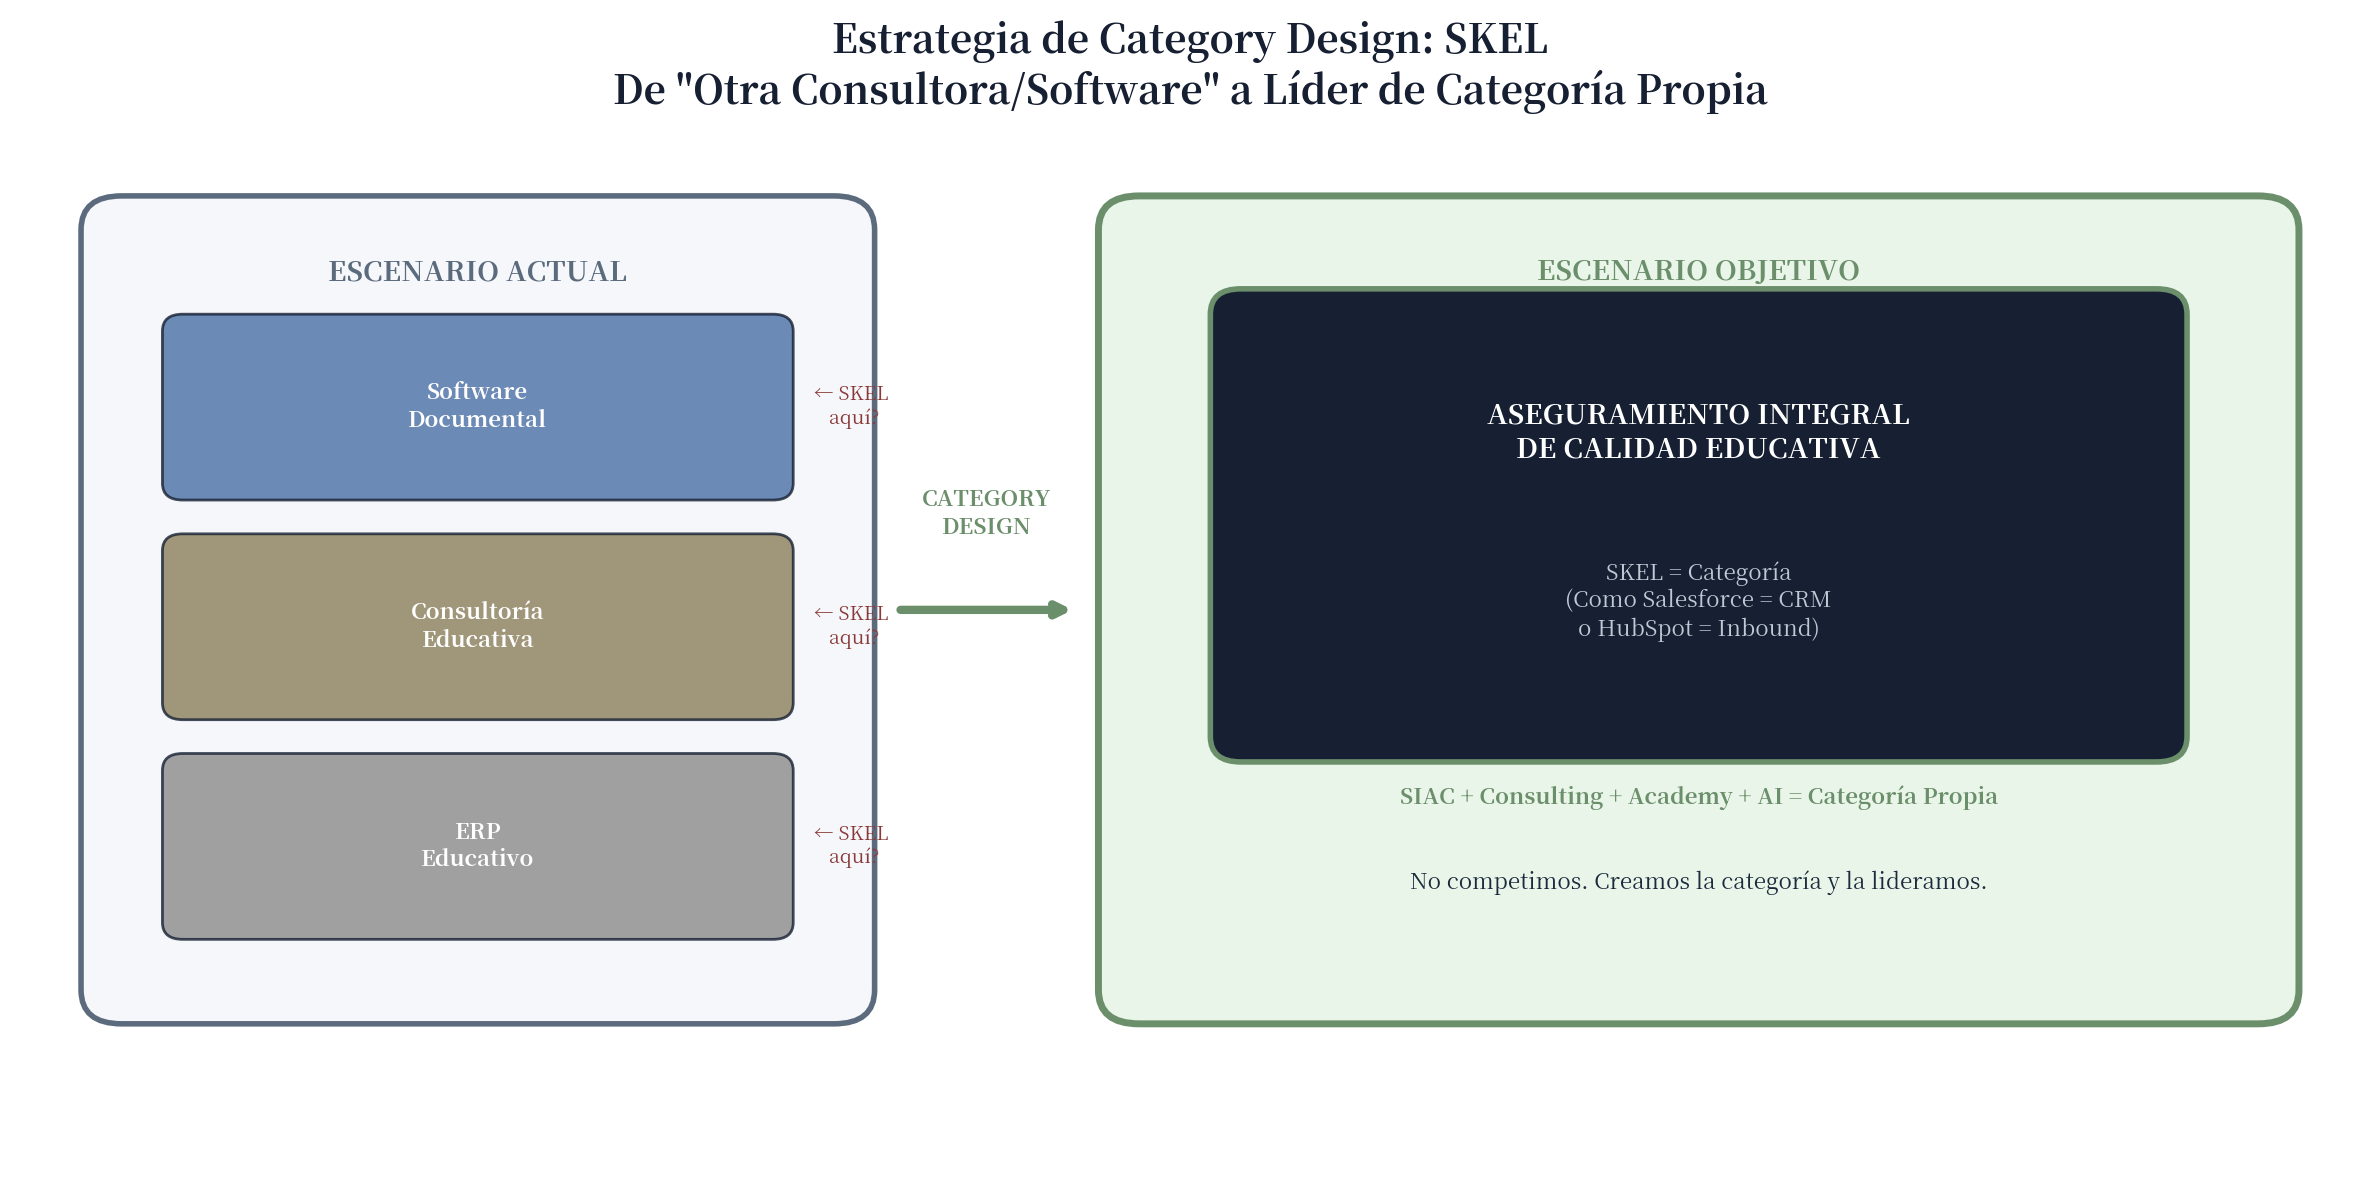 Estrategia de Category Design: SKEL
De "Otra Consultora/Software" a Líder de Categoría Propia
ESCENARIO ACTUAL
Software
Documental
← SKEL
aquí?
Consultoría
Educativa
← SKEL
aquí?
ERP
Educativo
← SKEL
aquí?
CATEGORY
DESIGN
ESCENARIO OBJETIVO
ASEGURAMIENTO INTEGRAL
DE CALIDAD EDUCATIVA
SKEL = Categoría
(Como Salesforce = CRM
o HubSpot = Inbound)
SIAC + Consulting + Academy + AI = Categoría Propia
No competimos. Creamos la categoría y la lideramos.